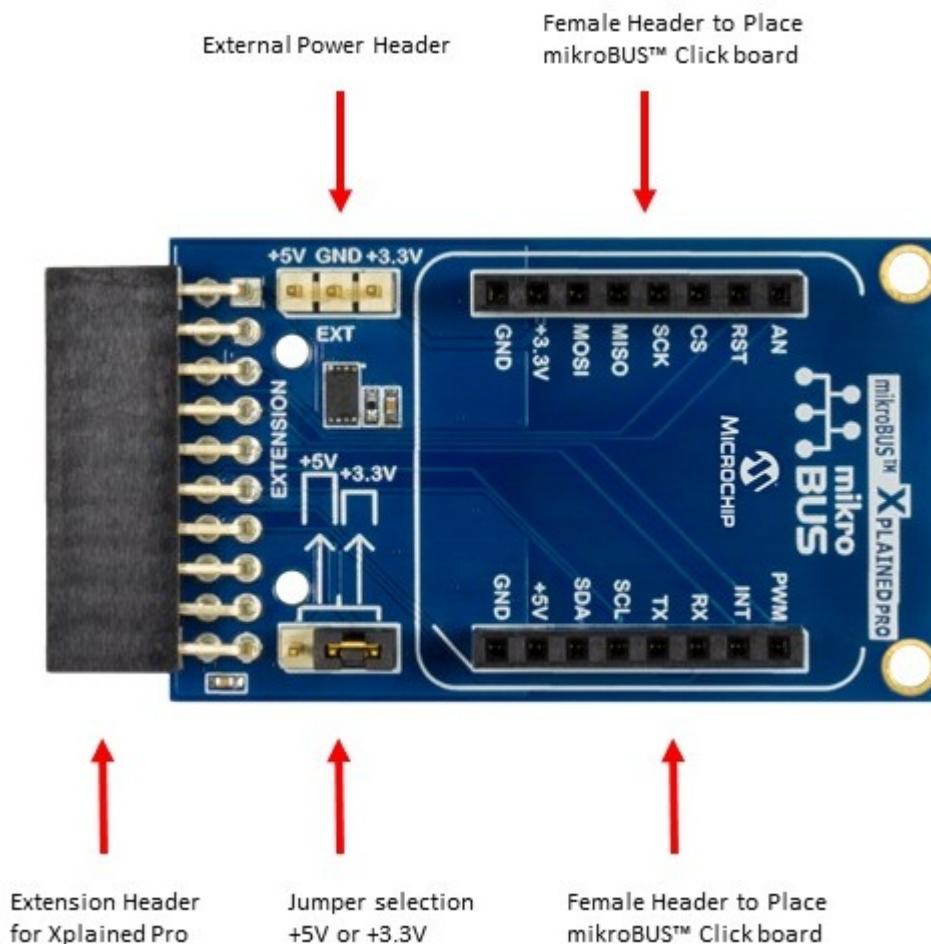 External Power Header
Female Header to Place
mikroBUS™ Click board
+5V GND +3.3V
EXT
EXTENSION
+5V
+3.3V
GND
+3.3V
MOSI
MISO
SCK
CS
RST
AN
MICROCHIP
mikro
BUS
mikroBUS™
XPLAINED PRO
GND
+5V
SDA
SCL
TX
RX
INT
PWM
Extension Header
for Xplained Pro
Jumper selection
+5V or +3.3V
Female Header to Place
mikroBUS™ Click board